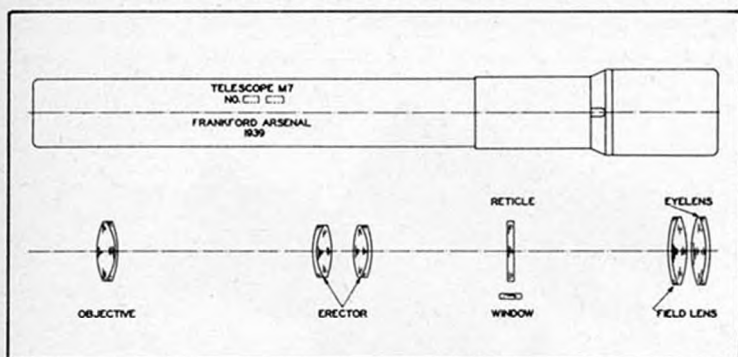 TELESCOPE M7
NO.
FRANKFORD ARSENAL
1939
RETICLE
EYELENS
OBJECTIVE
ERECTOR
WINDOW
FIELD LENS